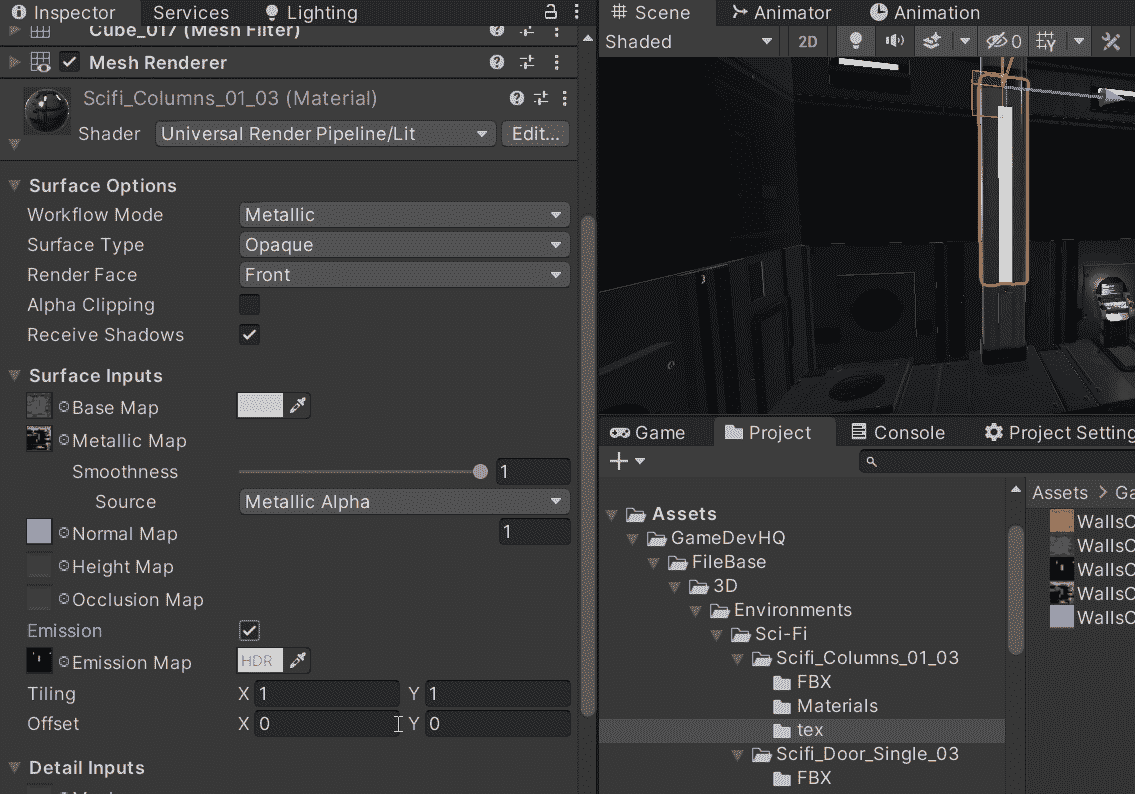 Inspector Services Lighting
Cube_017 (Mesh Filter)
Mesh Renderer
Scifi_Columns_01_03 (Material)
Shader Universal Render Pipeline/Lit Edit...
Surface Options
Workflow Mode Metallic
Surface Type Opaque
Render Face Front
Alpha Clipping
Receive Shadows
Surface Inputs
Base Map
Metallic Map
Smoothness 1
Source Metallic Alpha
Normal Map 1
Height Map
Occlusion Map
Emission
Emission Map HDR
Tiling X 1 Y 1
Offset X 0 Y 0
Detail Inputs
Scene Animator Animation
Shaded 2D 0
Game Project Console Project Setting
Assets
GameDevHQ
FileBase
3D
Environments
Sci-Fi
Scifi_Columns_01_03
FBX
Materials
tex
Scifi_Door_Single_03
FBX
Assets > Ga
WallsC
WallsC
WallsC
WallsC
WallsC